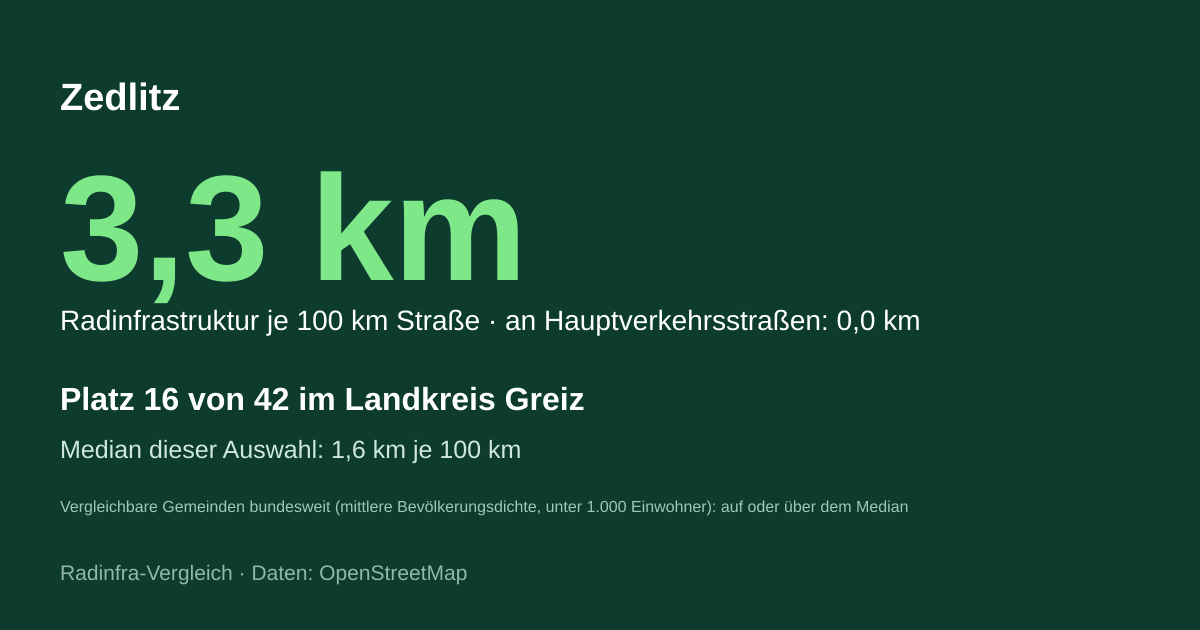 Zedlitz
3,3 km
Radinfrastruktur je 100 km Straße · an Hauptverkehrsstraßen: 0,0 km
Platz 16 von 42 im Landkreis Greiz
Median dieser Auswahl: 1,6 km je 100 km
Vergleichbare Gemeinden bundesweit (mittlere Bevölkerungsdichte, unter 1.000 Einwohner): auf oder über dem Median
Radinfra-Vergleich · Daten: OpenStreetMap